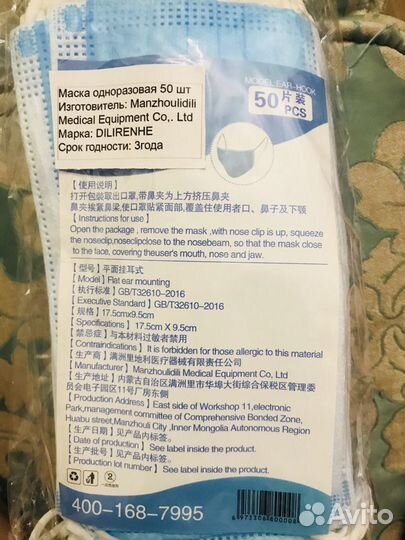 Маска одноразовая 50 шт
Изготовитель: Manzhoulidili
Medical Equipment Co,. Ltd
Марка: DILIRENHE
Срок годности: 3года
MODEL:EAR-HOOK
50片装
PCS
【使用说明】
打开包装取出口罩,带鼻夹为上方挤压鼻夹
鼻夹挨紧鼻梁,使口罩贴紧面部,覆盖住使用者口、鼻子及下颚
【Instructions for use】
Open the package , remove the mask ,with nose clip is up, squeeze
the noseclip,noseclipclose to the nosebeam, so that the mask close
to the face, covering theuser's mouth, nose and jaw.
【型号】平面挂耳式
【Model】Flat ear mounting
【执行标准】GB/T32610–2016
【Executive Standard】GB/T32610–2016
【规格】17.5cmx9.5cm
【Specifications】 17.5cm X 9.5cm
【禁忌症】与本材料过敏者禁用
【Contraindications】It is forbidden for those allergic to this material
【生产商】满洲里地利医疗器械有限责任公司
【Manufacturer】Manzhoulidili Medical Equipment Co, Ltd
【生产地址】内蒙古自治区满洲里市华埠大街综合保税区管理委
员会电子园区11号厂房东侧
【Production Address】East side of Workshop 11,electronic
Park,management committee of Comprehensive Bonded Zone,
Huabu street,Manzhouli City ,Inner Mongolia Autonomous Region
【生产日期】见产品内标签。
【Date of production】See label inside the product.
【生产批号】见产品内标签。
【Production lot number】 See label inside the product.
2
400-168-7995
Avito